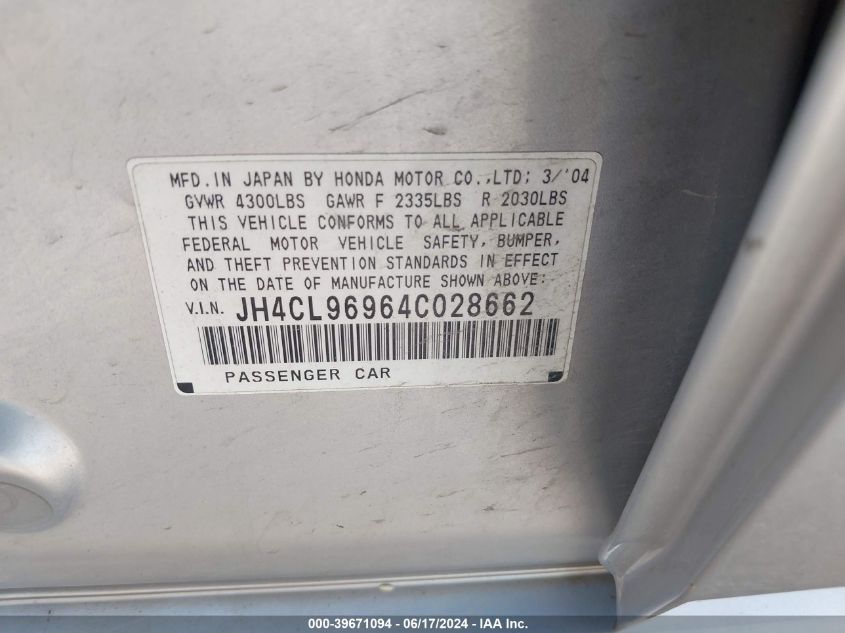 MFD. IN JAPAN BY HONDA MOTOR CO.,LTD; 3/'04
GVWR 4300LBS GAWR F 2335LBS R 2030LBS
THIS VEHICLE CONFORMS TO ALL APPLICABLE
FEDERAL MOTOR VEHICLE SAFETY, BUMPER,
AND THEFT PREVENTION STANDARDS IN EFFECT
ON THE DATE OF MANUFACTURE SHOWN ABOVE:
V.I.N. JH4CL96964C028662
PASSENGER CAR
000-39671094 / 06/17/2024 - IAA Inc.